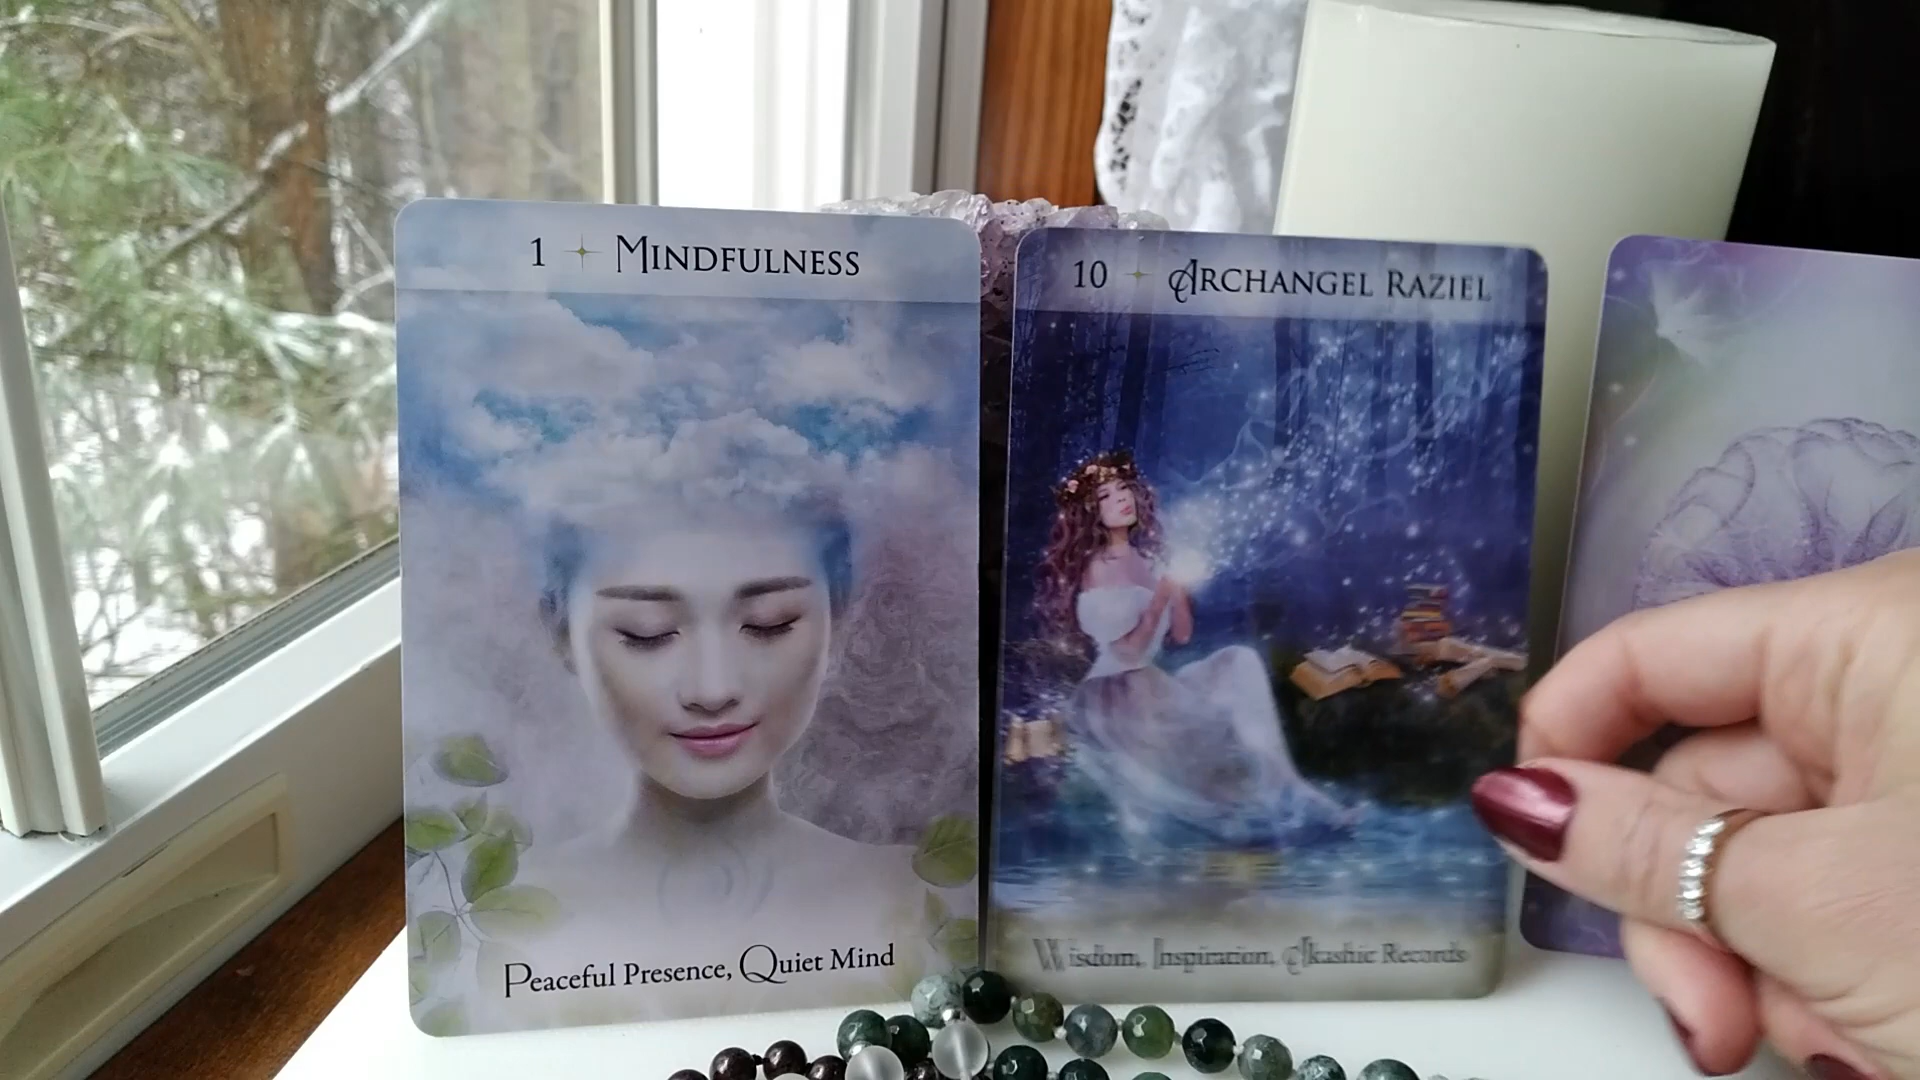 1 Mindfulness
Peaceful Presence, Quiet Mind
10 Archangel Raziel
Wisdom, Inspiration, Akashic Records